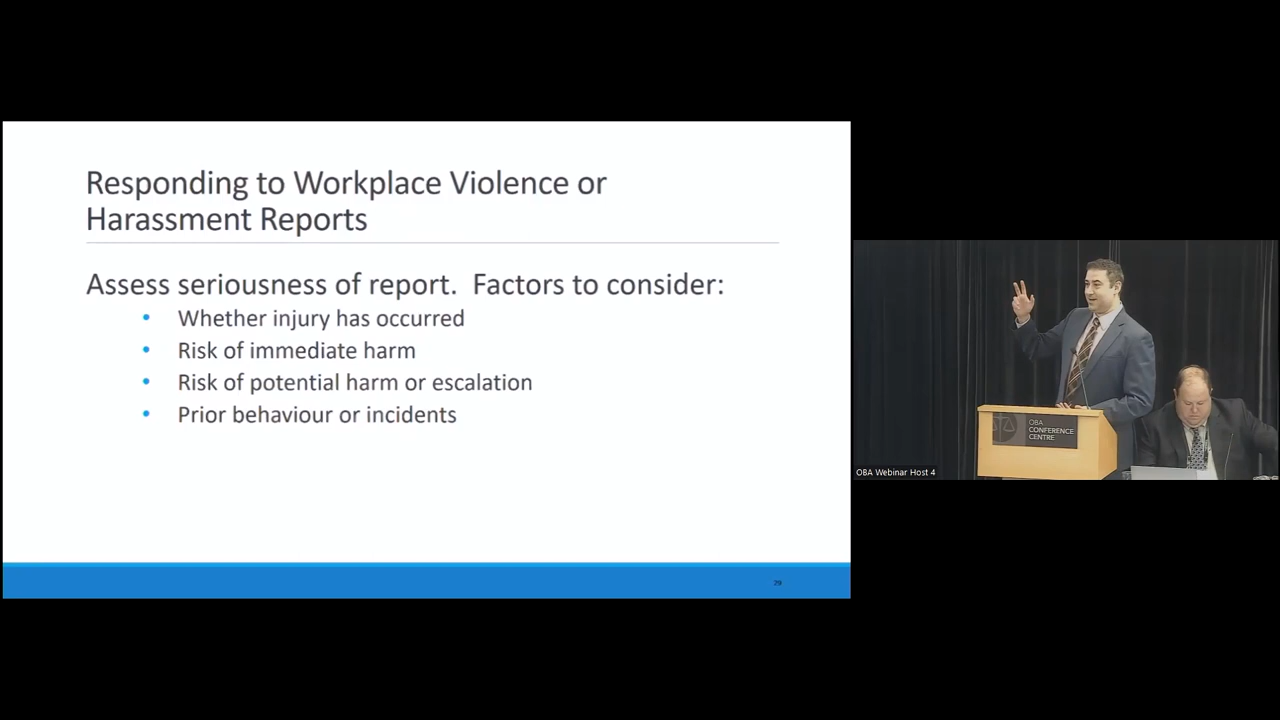 Responding to Workplace Violence or
Harassment Reports
Assess seriousness of report.  Factors to consider:
• Whether injury has occurred
• Risk of immediate harm
• Risk of potential harm or escalation
• Prior behaviour or incidents
29
OBA
CONFERENCE
CENTRE
OBA Webinar Host 4